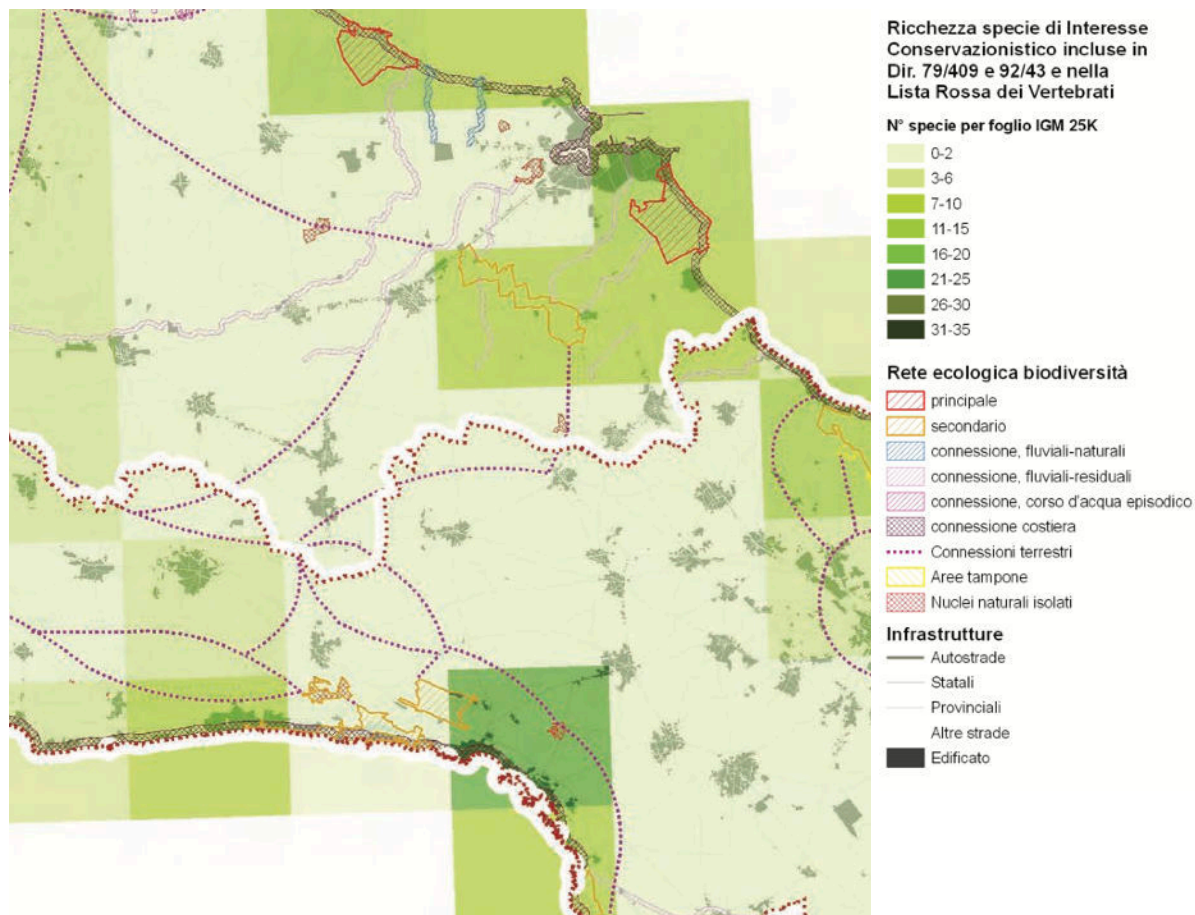 Ricchezza specie di Interesse
Conservazionistico incluse in
Dir. 79/409 e 92/43 e nella
Lista Rossa dei Vertebrati
N° specie per foglio IGM 25K
0-2
3-6
7-10
11-15
16-20
21-25
26-30
31-35
Rete ecologica biodiversità
principale
secondario
connessione, fluviali-naturali
connessione, fluviali-residuali
connessione, corso d'acqua episodico
connessione costiera
Connessioni terrestri
Aree tampone
Nuclei naturali isolati
Infrastrutture
Autostrade
Statali
Provinciali
Altre strade
Edificato